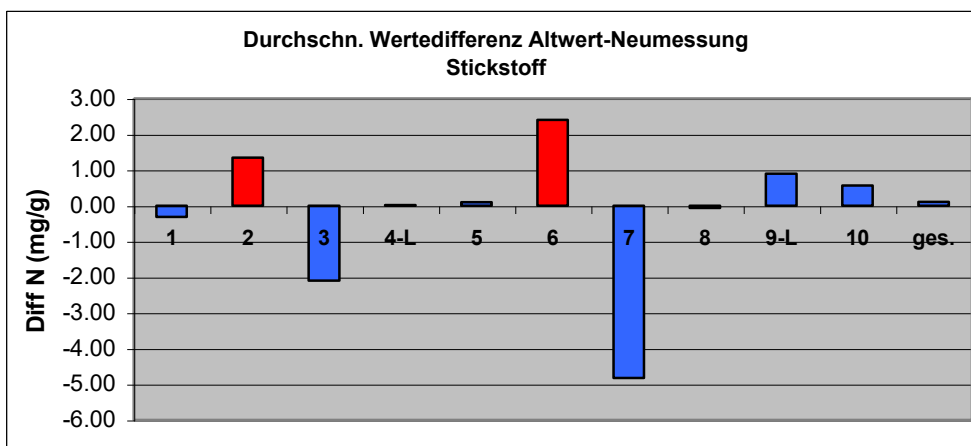 Durchschn. Wertedifferenz Altwert-Neumessung
Stickstoff
Diff N (mg/g)
3.00
2.00
1.00
0.00
-1.00
-2.00
-3.00
-4.00
-5.00
-6.00
1 2 3 4-L 5 6 7 8 9-L 10 ges.